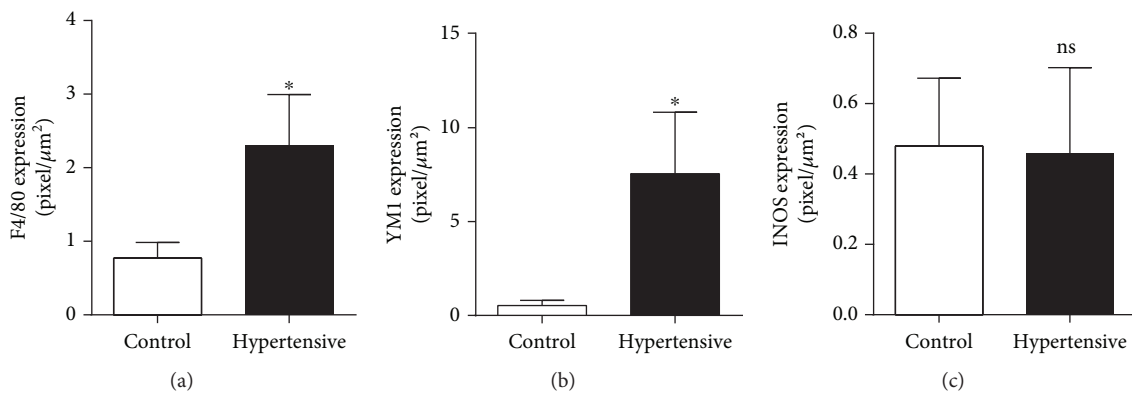 F4/80 expression
(pixel/µm²)
4
3
2
1
0
*
Control
Hypertensive
(a)
YM1 expression
(pixel/µm²)
15
10
5
0
*
Control
Hypertensive
(b)
INOS expression
(pixel/µm²)
0.8
0.6
0.4
0.2
0.0
ns
Control
Hypertensive
(c)